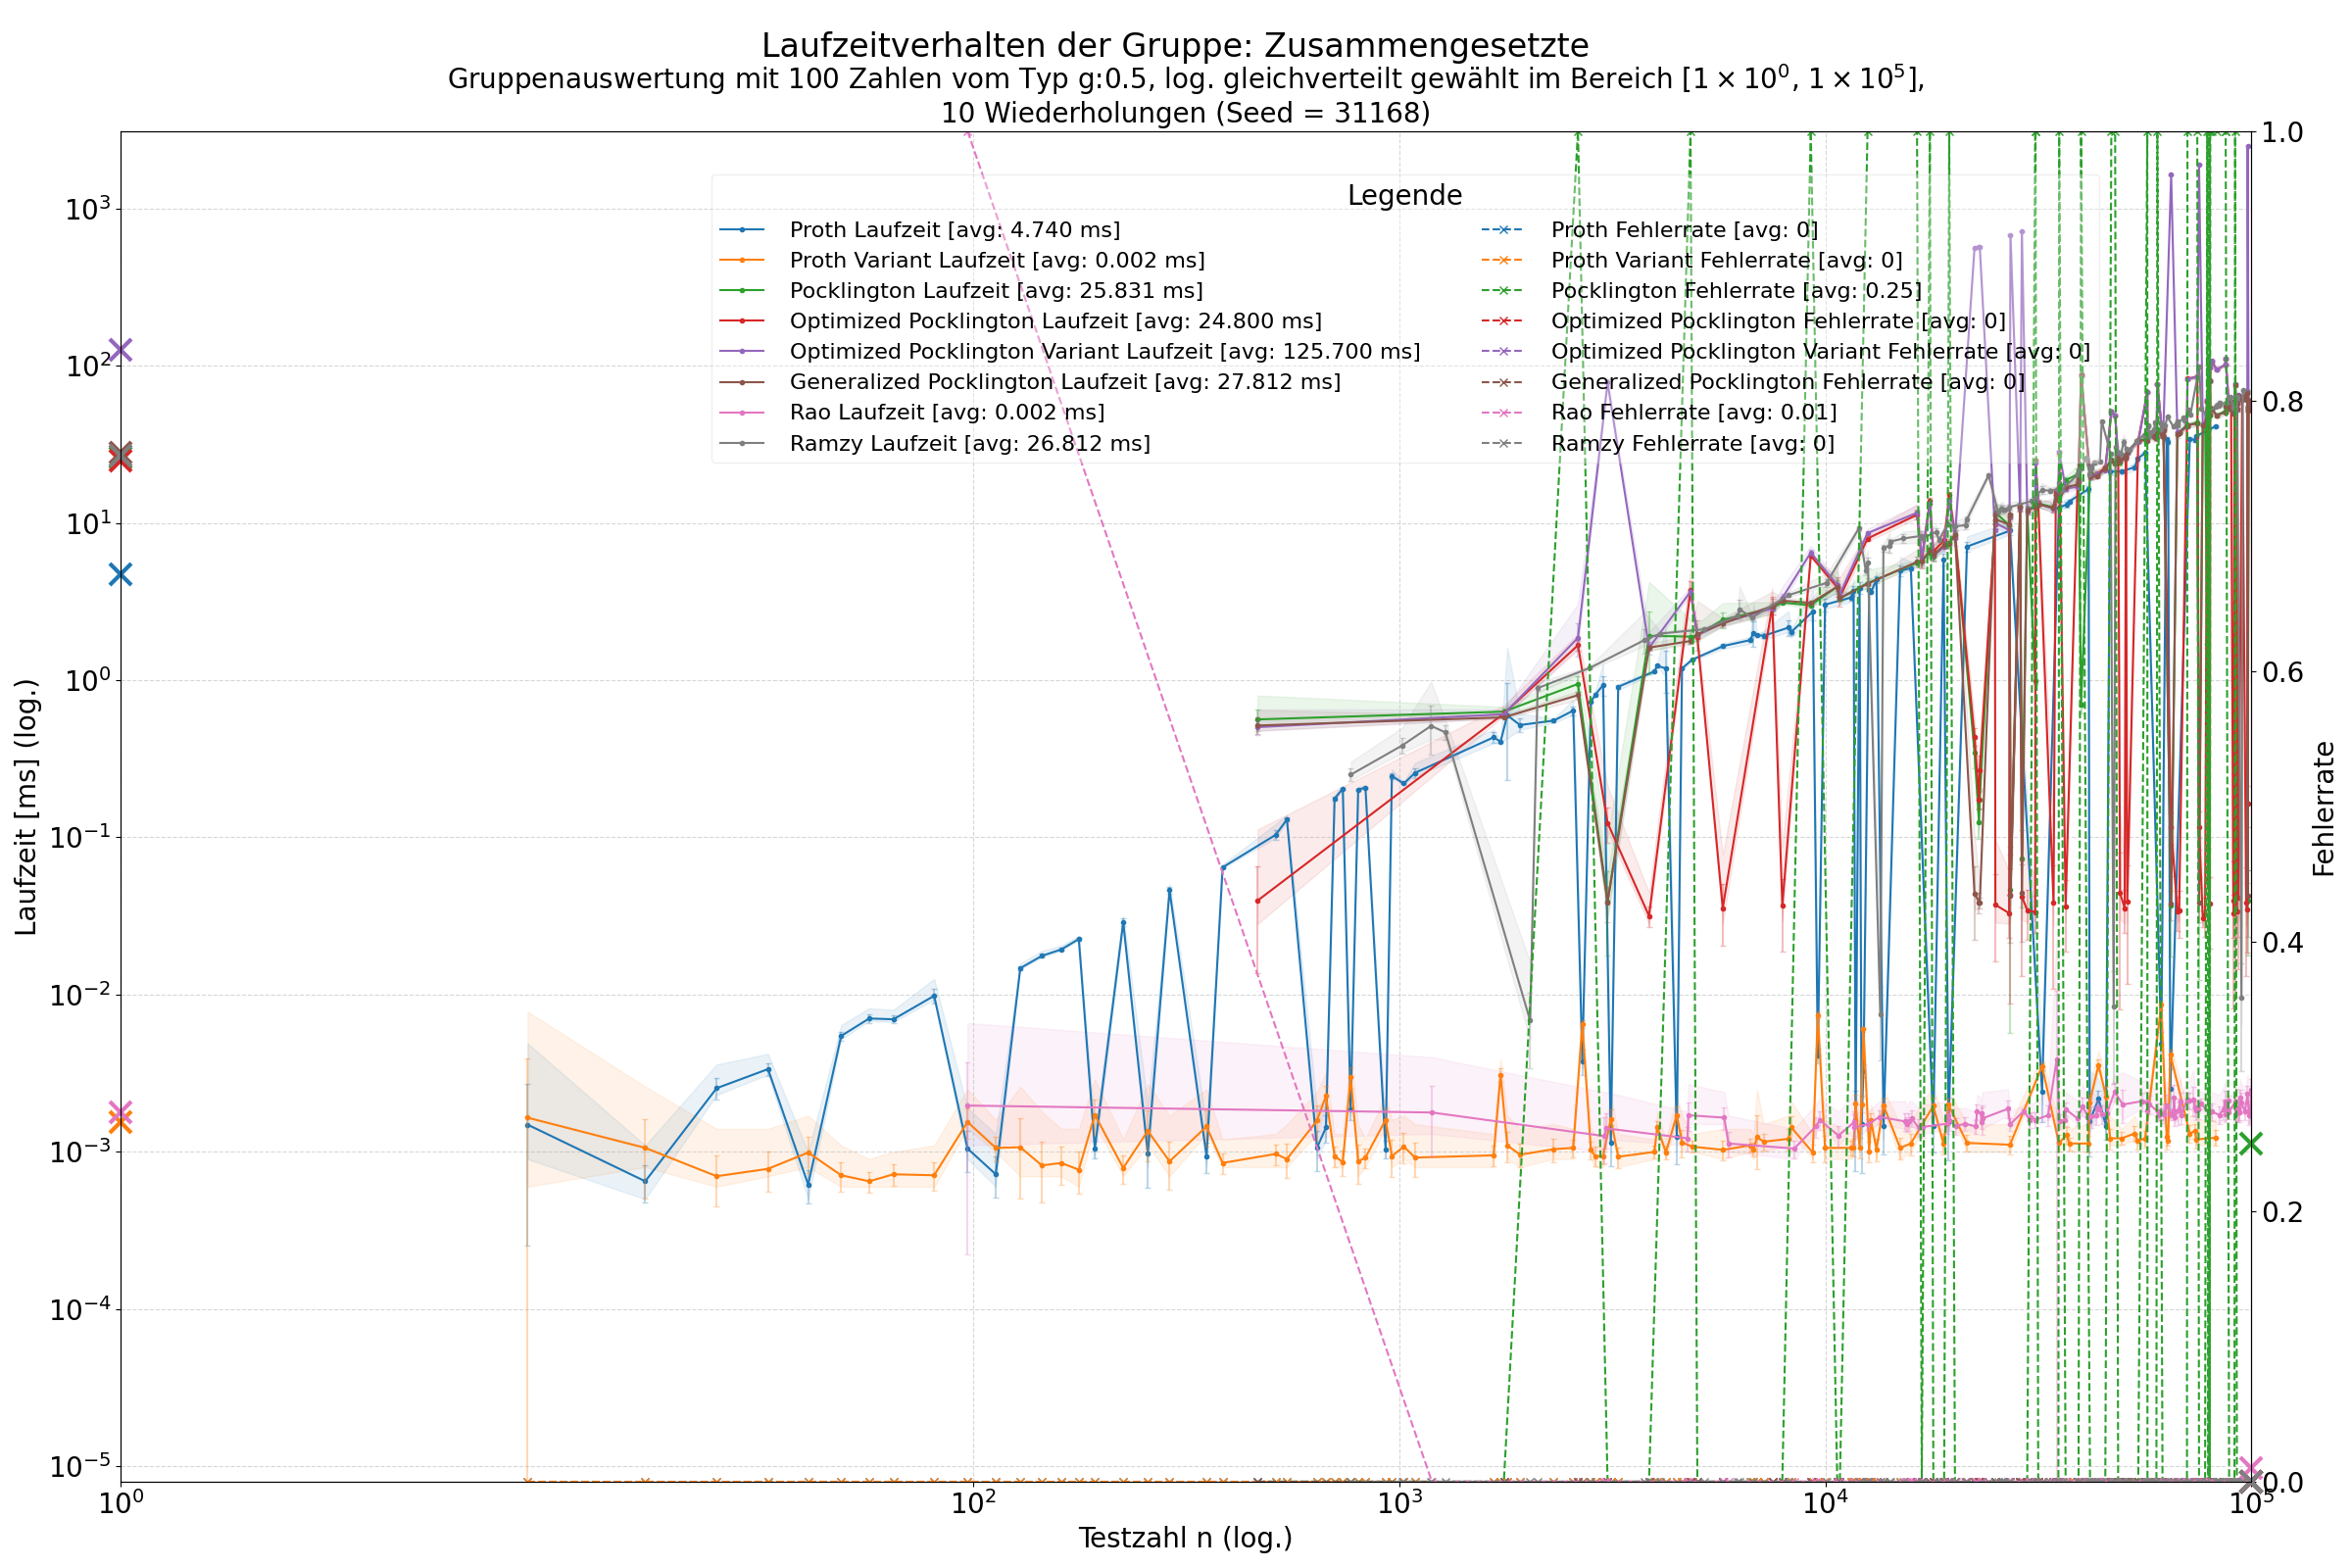 Laufzeitverhalten der Gruppe: Zusammengesetzte
Gruppenauswertung mit 100 Zahlen vom Typ g:0.5, log. gleichverteilt gewählt im Bereich [1 × 10⁰, 1 × 10⁵],
10 Wiederholungen (Seed = 31168)
Legende
Proth Laufzeit [avg: 4.740 ms]
Proth Variant Laufzeit [avg: 0.002 ms]
Pocklington Laufzeit [avg: 25.831 ms]
Optimized Pocklington Laufzeit [avg: 24.800 ms]
Optimized Pocklington Variant Laufzeit [avg: 125.700 ms]
Generalized Pocklington Laufzeit [avg: 27.812 ms]
Rao Laufzeit [avg: 0.002 ms]
Ramzy Laufzeit [avg: 26.812 ms]
Proth Fehlerrate [avg: 0]
Proth Variant Fehlerrate [avg: 0]
Pocklington Fehlerrate [avg: 0.25]
Optimized Pocklington Fehlerrate [avg: 0]
Optimized Pocklington Variant Fehlerrate [avg: 0]
Generalized Pocklington Fehlerrate [avg: 0]
Rao Fehlerrate [avg: 0.01]
Ramzy Fehlerrate [avg: 0]
Laufzeit [ms] (log.)
10³
10²
10¹
10⁰
10⁻¹
10⁻²
10⁻³
10⁻⁴
10⁻⁵
10⁰
10²
10³
10⁴
10⁵
Testzahl n (log.)
1.0
0.8
0.6
0.4
0.2
0.0
Fehlerrate